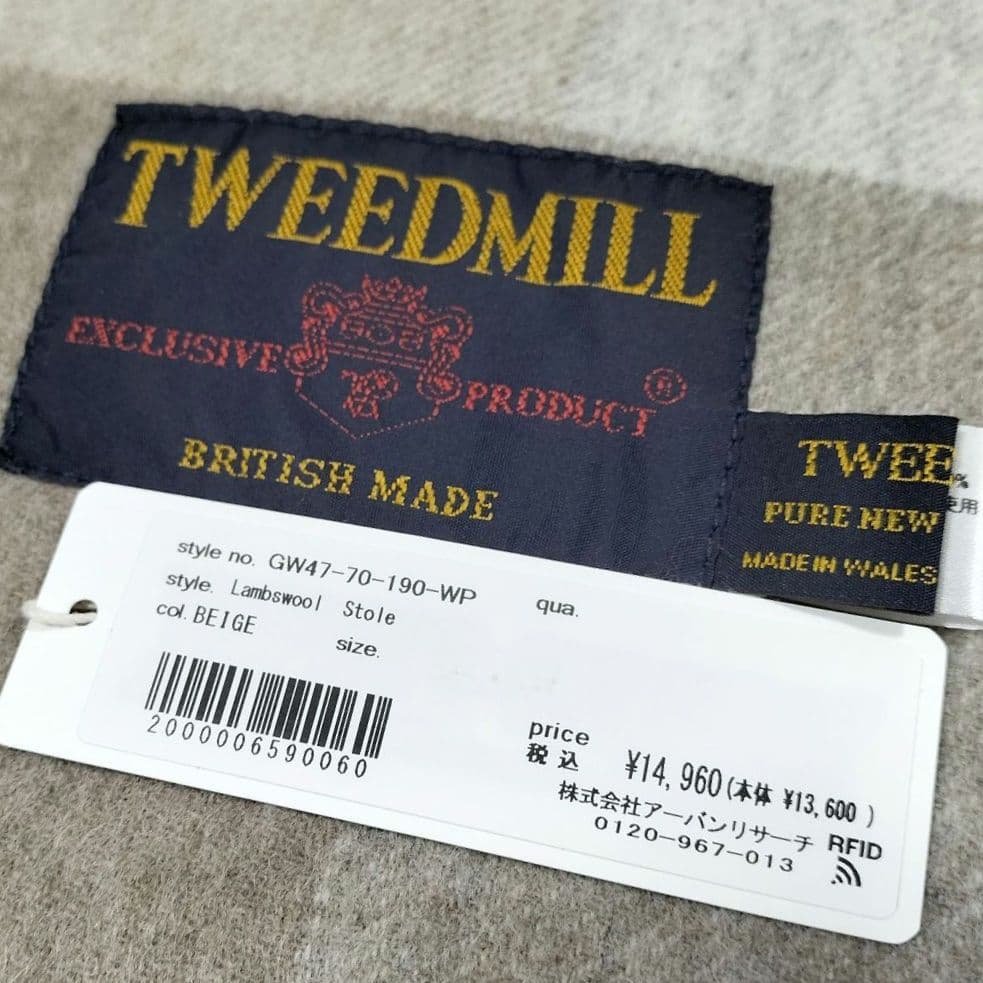 TWEEDMILL
EXCLUSIVE PRODUCT ®
BRITISH MADE
TWEE
PURE NEW
MADE IN WALES
%
使用
style no. GW47-70-190-WP
qua.
style. Lambswool Stole
col. BEIGE
size.
2000006590060
price
税込 ¥14,960(本体 ¥13,600 )
株式会社アーバンリサーチ
0120-967-013
RFID